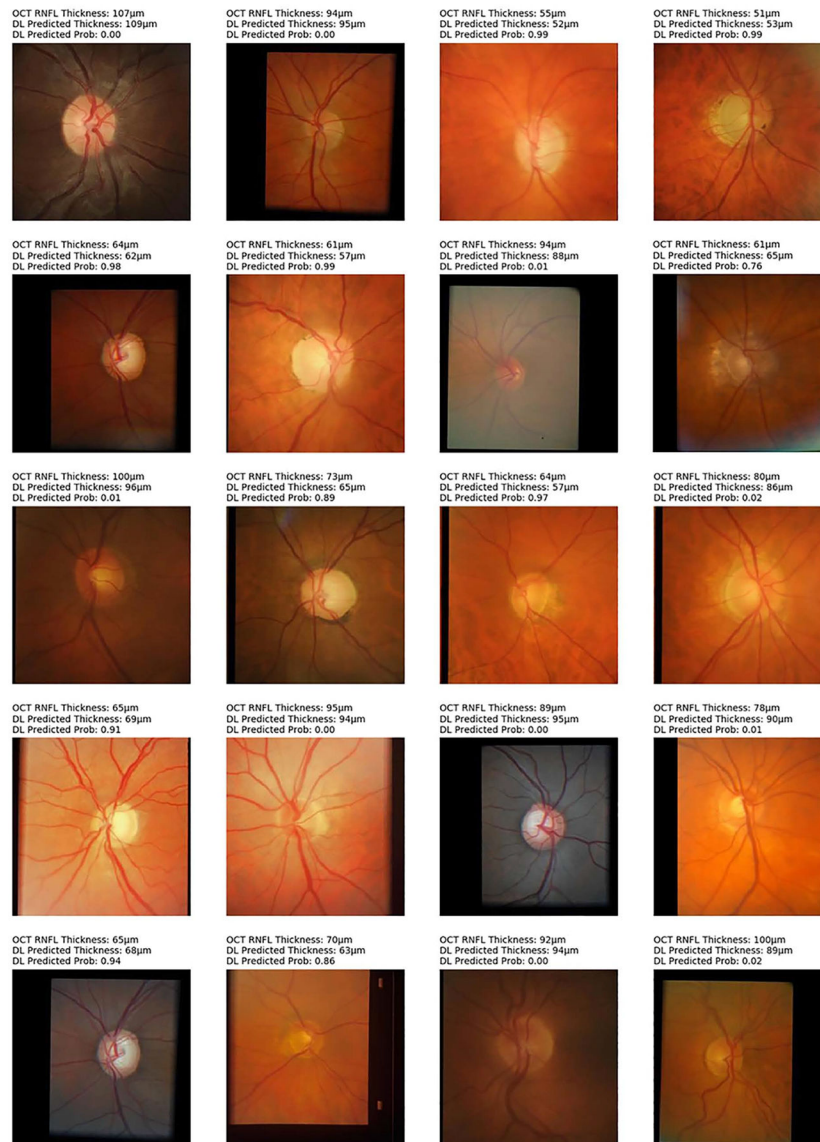 OCT RNFL Thickness: 107µm
DL Predicted Thickness: 109µm
DL Predicted Prob: 0.00
OCT RNFL Thickness: 94µm
DL Predicted Thickness: 95µm
DL Predicted Prob: 0.00
OCT RNFL Thickness: 55µm
DL Predicted Thickness: 52µm
DL Predicted Prob: 0.99
OCT RNFL Thickness: 51µm
DL Predicted Thickness: 53µm
DL Predicted Prob: 0.99
OCT RNFL Thickness: 64µm
DL Predicted Thickness: 62µm
DL Predicted Prob: 0.98
OCT RNFL Thickness: 61µm
DL Predicted Thickness: 57µm
DL Predicted Prob: 0.99
OCT RNFL Thickness: 94µm
DL Predicted Thickness: 88µm
DL Predicted Prob: 0.01
OCT RNFL Thickness: 61µm
DL Predicted Thickness: 65µm
DL Predicted Prob: 0.76
OCT RNFL Thickness: 100µm
DL Predicted Thickness: 96µm
DL Predicted Prob: 0.01
OCT RNFL Thickness: 73µm
DL Predicted Thickness: 65µm
DL Predicted Prob: 0.89
OCT RNFL Thickness: 64µm
DL Predicted Thickness: 57µm
DL Predicted Prob: 0.97
OCT RNFL Thickness: 80µm
DL Predicted Thickness: 86µm
DL Predicted Prob: 0.02
OCT RNFL Thickness: 65µm
DL Predicted Thickness: 69µm
DL Predicted Prob: 0.91
OCT RNFL Thickness: 95µm
DL Predicted Thickness: 94µm
DL Predicted Prob: 0.00
OCT RNFL Thickness: 89µm
DL Predicted Thickness: 95µm
DL Predicted Prob: 0.00
OCT RNFL Thickness: 78µm
DL Predicted Thickness: 90µm
DL Predicted Prob: 0.01
OCT RNFL Thickness: 65µm
DL Predicted Thickness: 68µm
DL Predicted Prob: 0.94
OCT RNFL Thickness: 70µm
DL Predicted Thickness: 63µm
DL Predicted Prob: 0.86
OCT RNFL Thickness: 92µm
DL Predicted Thickness: 94µm
DL Predicted Prob: 0.00
OCT RNFL Thickness: 100µm
DL Predicted Thickness: 89µm
DL Predicted Prob: 0.02